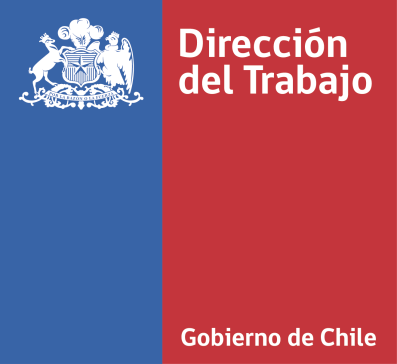 Dirección
del Trabajo
Gobierno de Chile